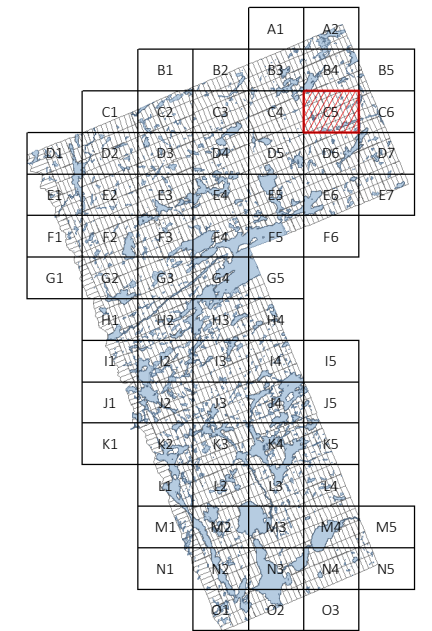 A1 A2
B1 B2 B3 B4 B5
C1 C2 C3 C4 C5 C6
D1 D2 D3 D4 D5 D6 D7
E1 E2 E3 E4 E5 E6 E7
F1 F2 F3 F4 F5 F6
G1 G2 G3 G4 G5
H1 H2 H3 H4
I1 I2 I3 I4 I5
J1 J2 J3 J4 J5
K1 K2 K3 K4 K5
L1 L2 L3 L4
M1 M2 M3 M4 M5
N1 N2 N3 N4 N5
O1 O2 O3